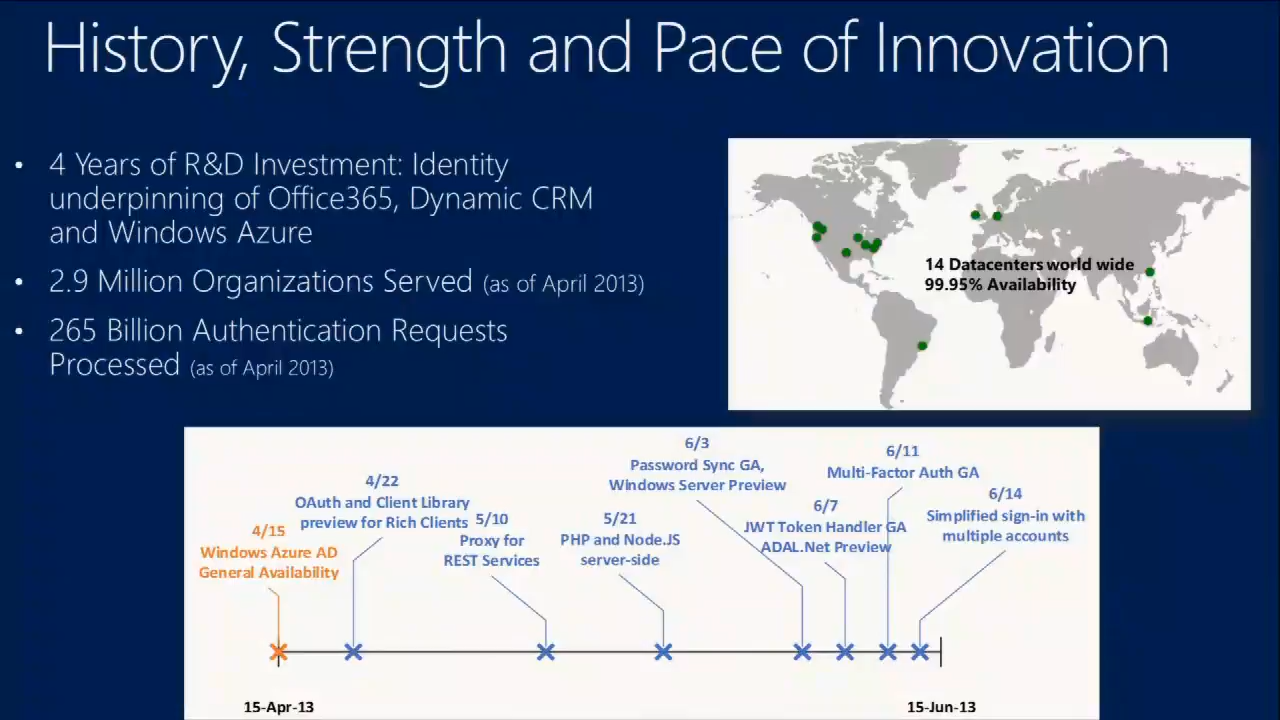 History, Strength and Pace of Innovation
• 4 Years of R&D Investment: Identity
underpinning of Office365, Dynamic CRM
and Windows Azure
• 2.9 Million Organizations Served (as of April 2013)
• 265 Billion Authentication Requests
Processed (as of April 2013)
14 Datacenters world wide
99.95% Availability
4/15
Windows Azure AD
General Availability
4/22
OAuth and Client Library
preview for Rich Clients
5/10
Proxy for
REST Services
5/21
PHP and Node.JS
server-side
6/3
Password Sync GA,
Windows Server Preview
6/7
JWT Token Handler GA
ADAL.Net Preview
6/11
Multi-Factor Auth GA
6/14
Simplified sign-in with
multiple accounts
15-Apr-13
15-Jun-13